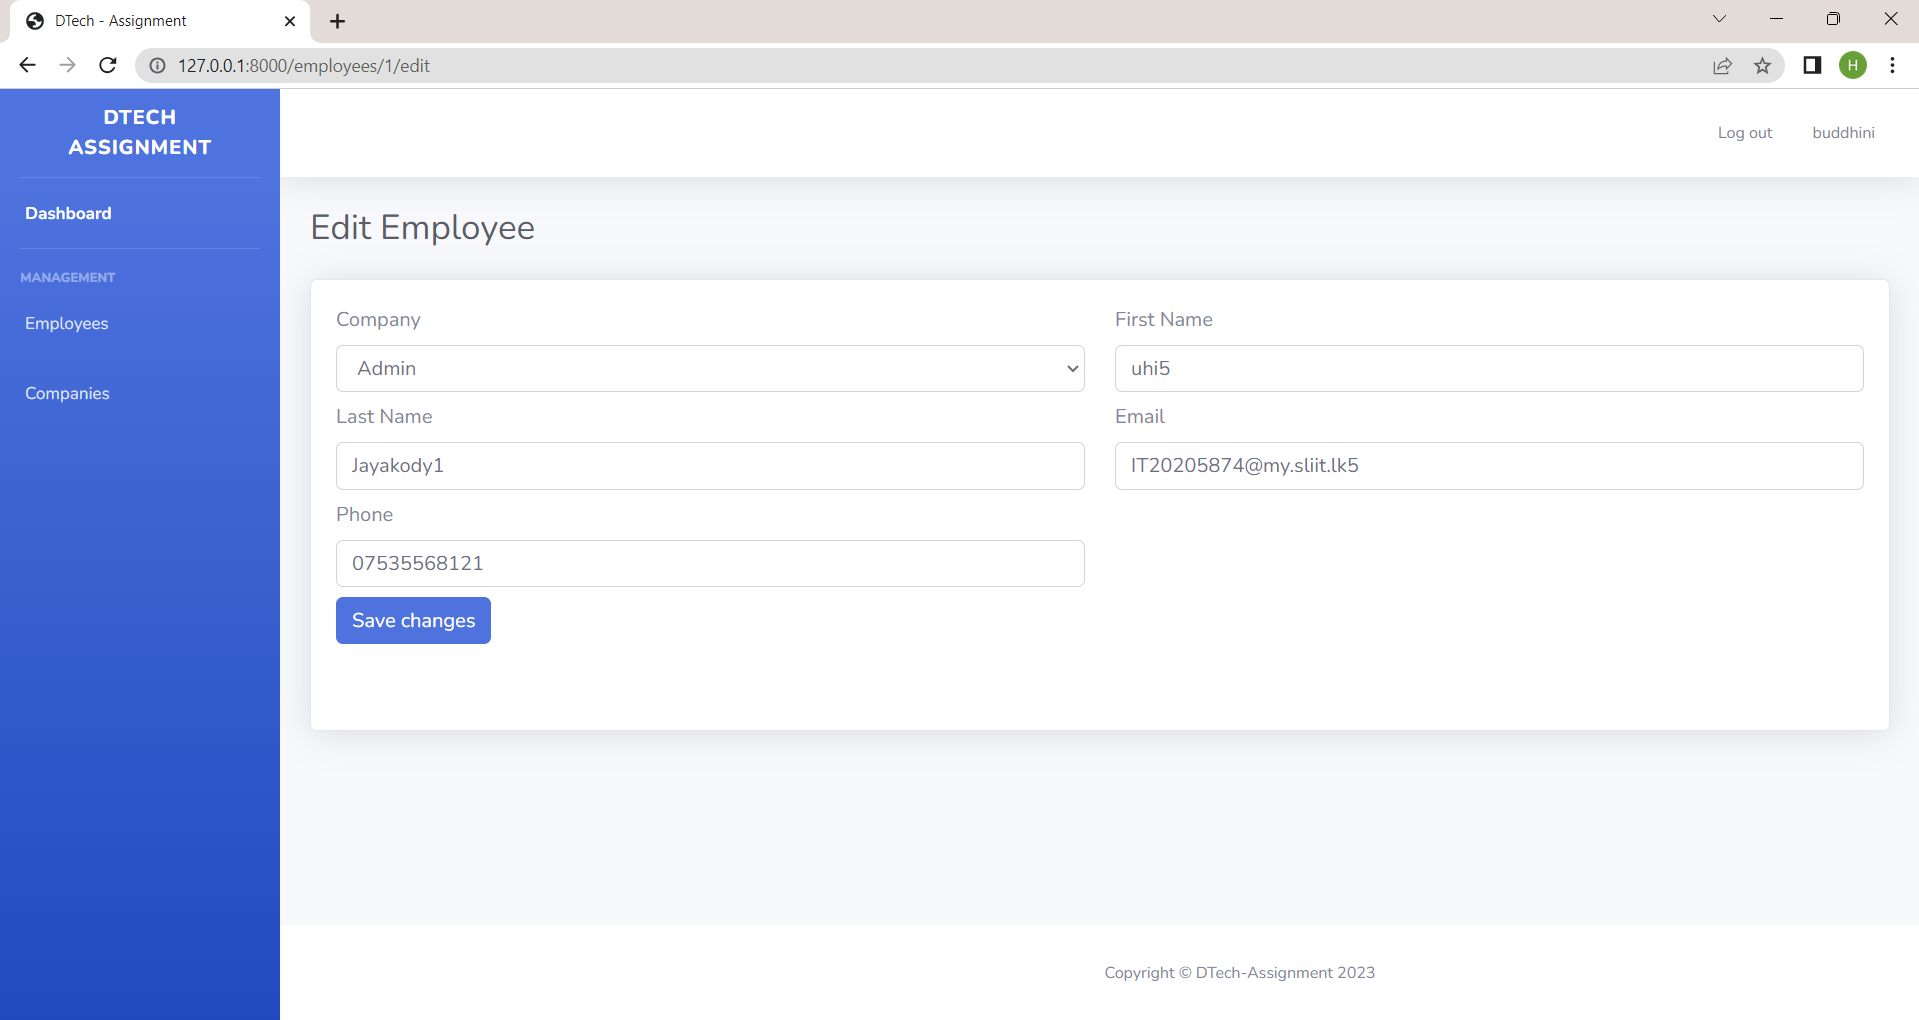 DTech - Assignment
127.0.0.1:8000/employees/1/edit
H
DTECH
ASSIGNMENT
Dashboard
MANAGEMENT
Employees
Companies
Log out buddhini
Edit Employee
Company
Admin
First Name
uhi5
Last Name
Jayakody1
Email
IT20205874@my.sliit.lk5
Phone
07535568121
Save changes
Copyright © DTech-Assignment 2023